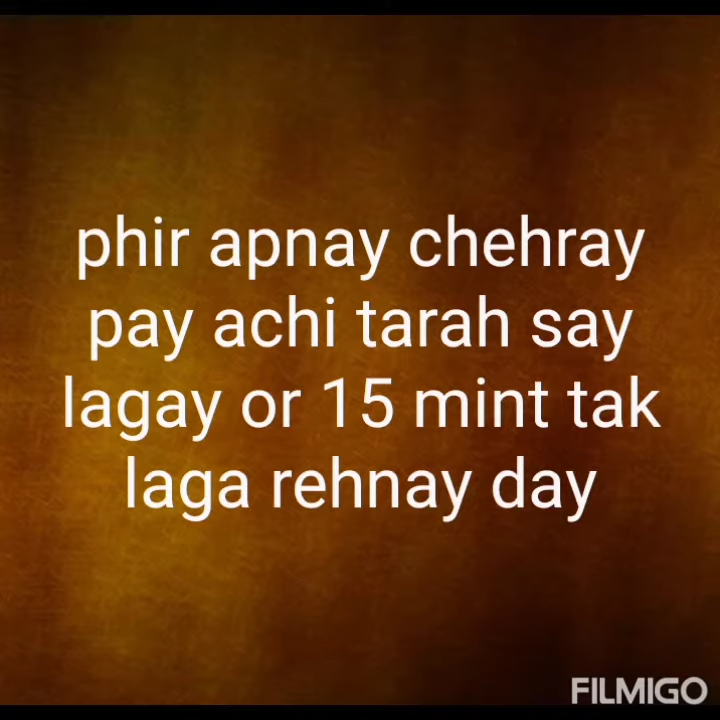 phir apnay chehray
pay achi tarah say
lagay or 15 mint tak
laga rehnay day
FILMIGO